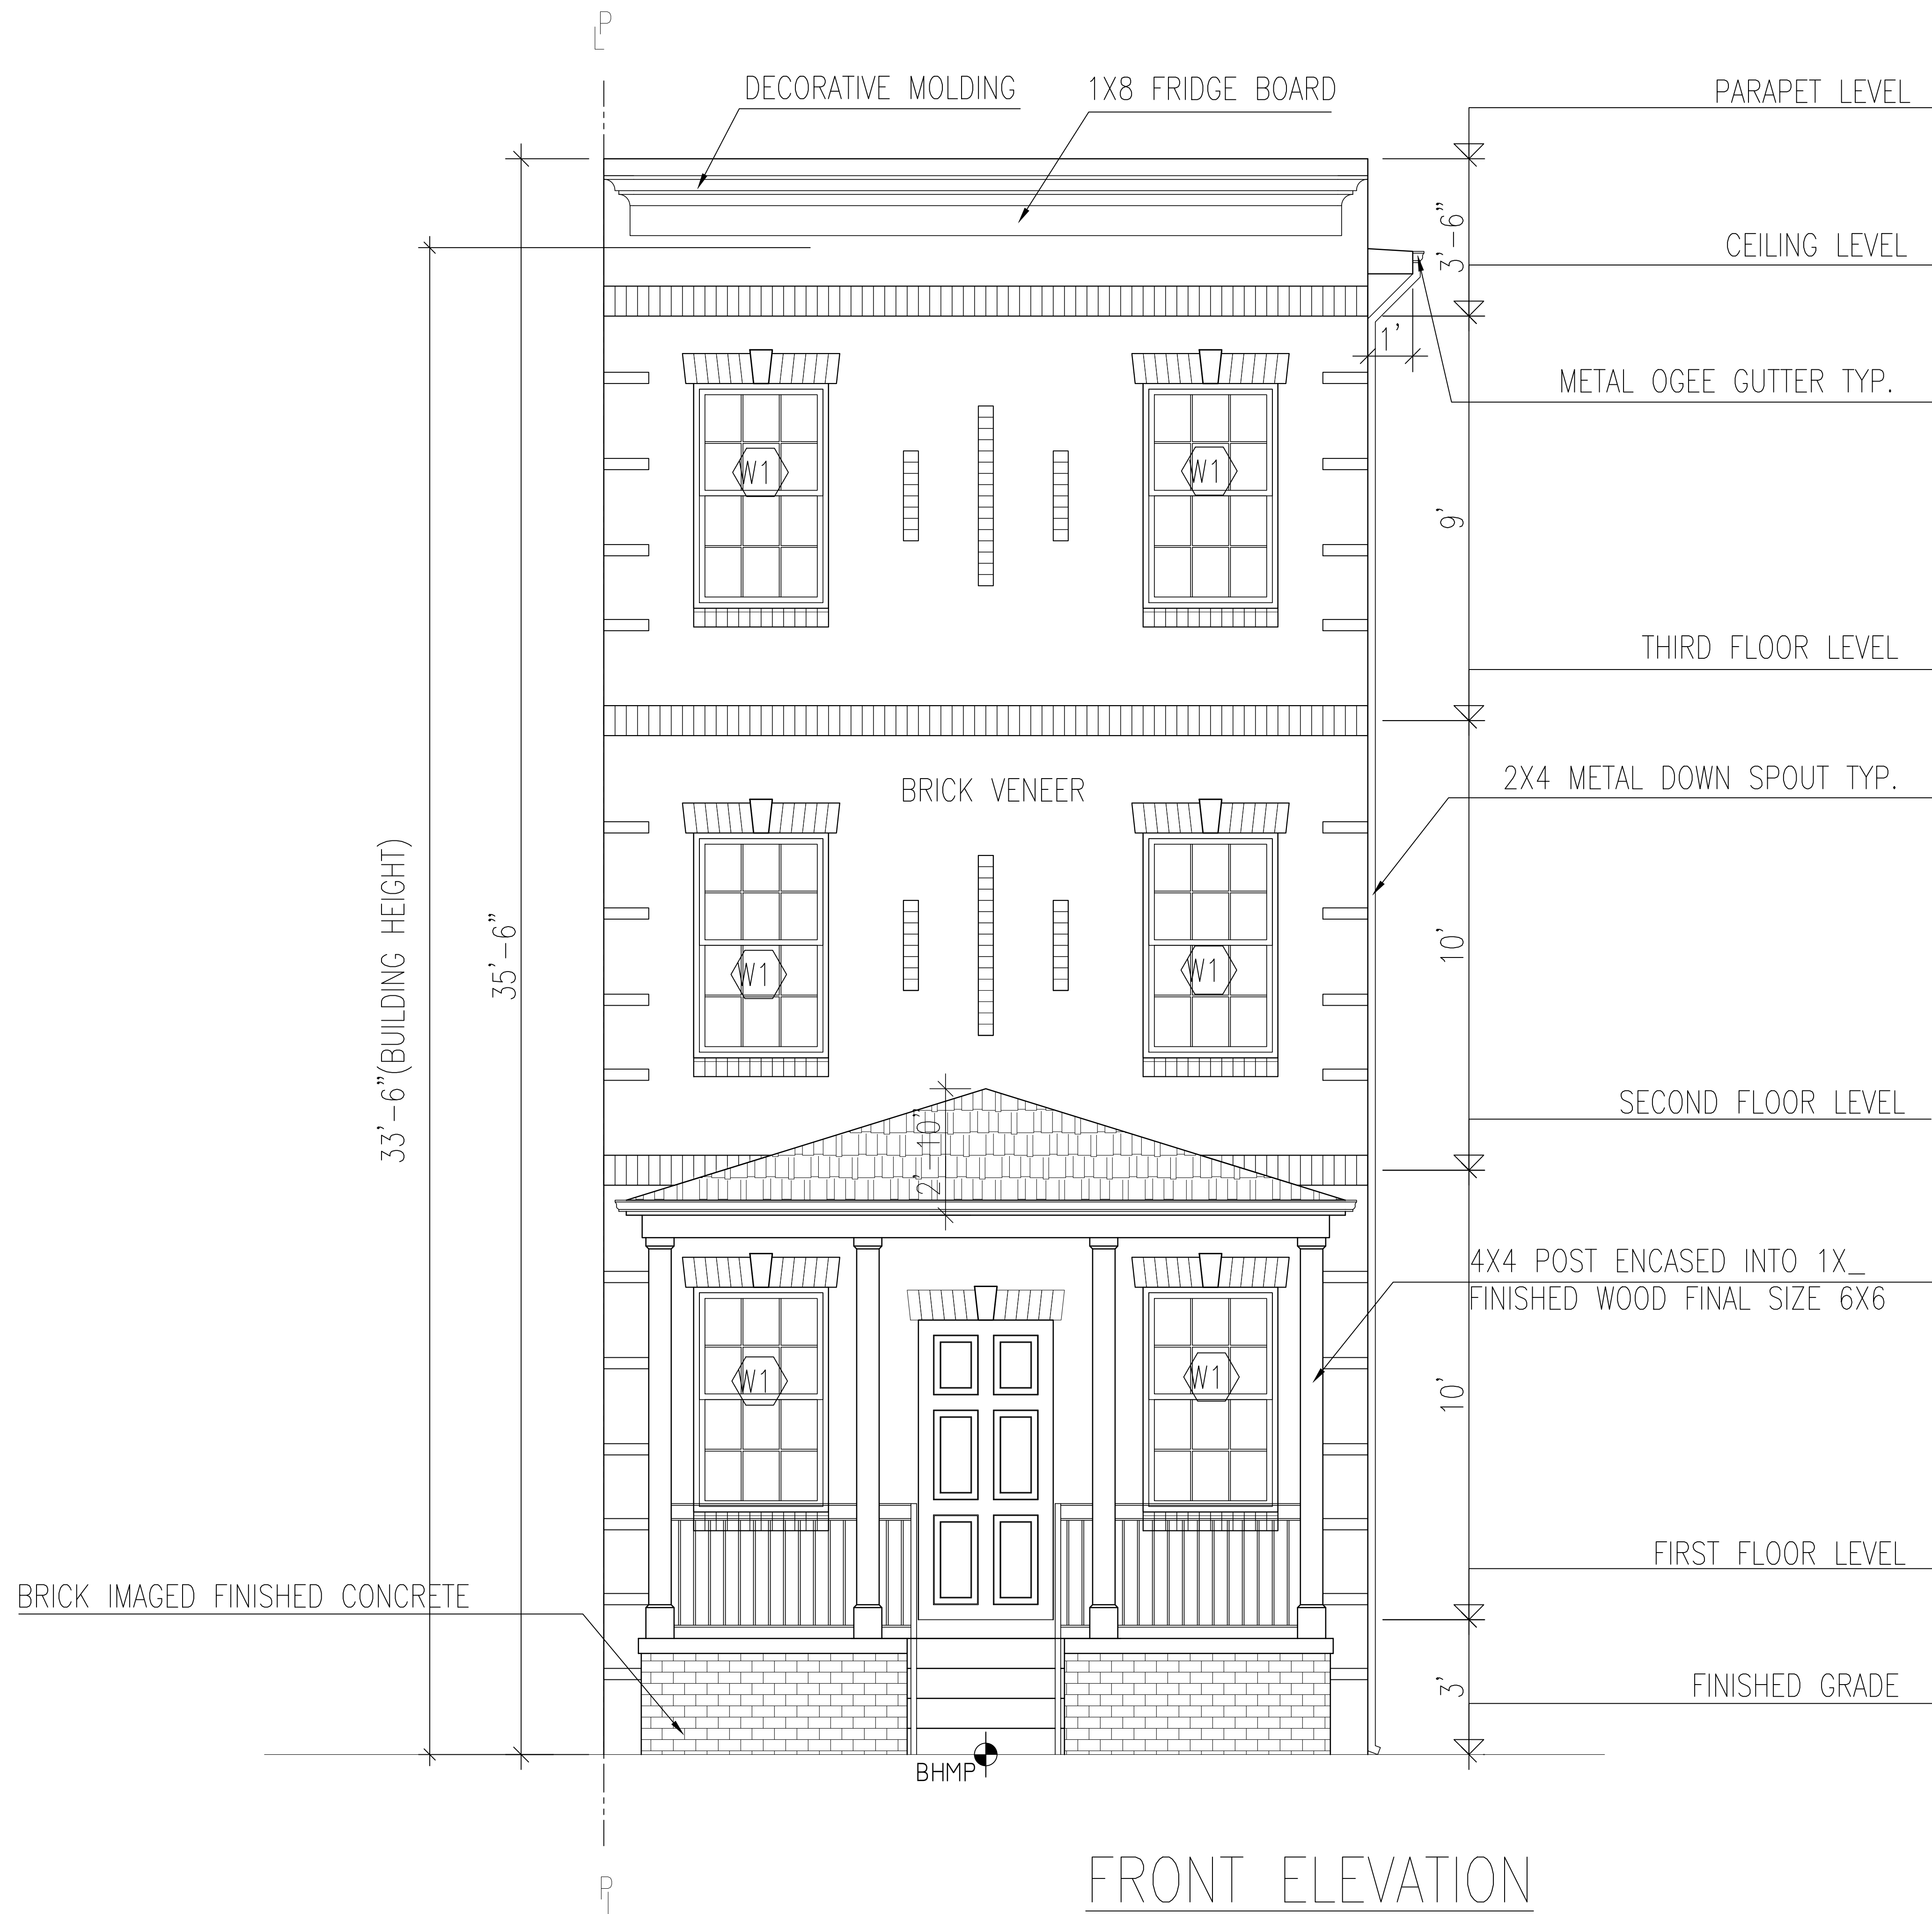 P
L
DECORATIVE MOLDING
1X8 FRIDGE BOARD
PARAPET LEVEL
3'-6"
CEILING LEVEL
1'
METAL OGEE GUTTER TYP.
W1
W1
9'
THIRD FLOOR LEVEL
BRICK VENEER
2X4 METAL DOWN SPOUT TYP.
33'-6"(BUILDING HEIGHT)
35'-6"
W1
W1
10'
SECOND FLOOR LEVEL
2'-10"
4X4 POST ENCASED INTO 1X_
FINISHED WOOD FINAL SIZE 6X6
W1
W1
10'
FIRST FLOOR LEVEL
BRICK IMAGED FINISHED CONCRETE
3'
FINISHED GRADE
BHMP
P
L
FRONT ELEVATION